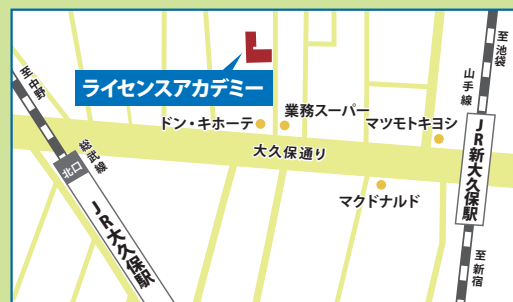 至池袋
山手線
至中野
ライセンスアカデミー
業務スーパー
ドン・キホーテ
マツモトキヨシ
総武線
大久保通り
JR新大久保駅
北口
マクドナルド
JR大久保駅
至新宿